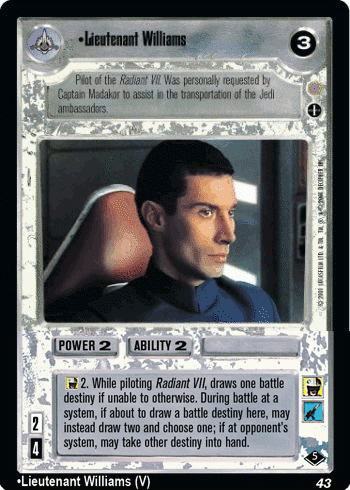 •Lieutenant Williams
3
Pilot of the Radiant VII. Was personally requested by
Captain Madakor to assist in the transportation of the Jedi
ambassadors.
POWER 2 ABILITY 2
2. While piloting Radiant VII, draws one battle
destiny if unable to otherwise. During battle at a
system, if about to draw a battle destiny here, may
instead draw two and choose one; if at opponent's
system, may take other destiny into hand.
2
4
5
•Lieutenant Williams (V)
43